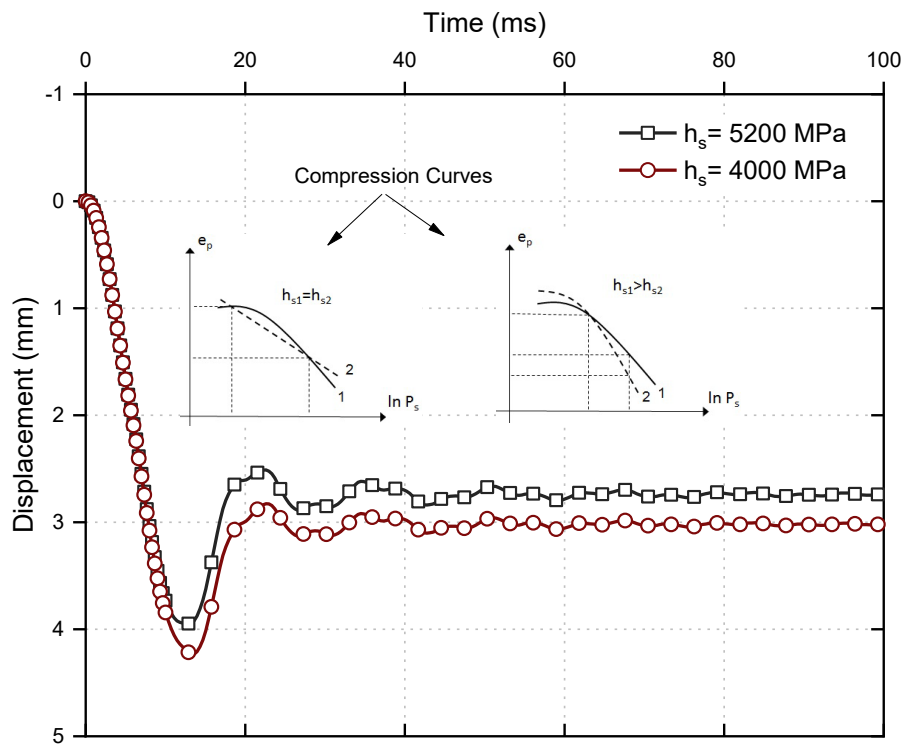 Time (ms)
0 20 40 60 80 100
-1
0
1
2
3
4
5
Displacement (mm)
hs= 5200 MPa
hs= 4000 MPa
Compression Curves
ep
hs1=hs2
2
1
ln Ps
ep
hs1>hs2
1
2
ln Ps